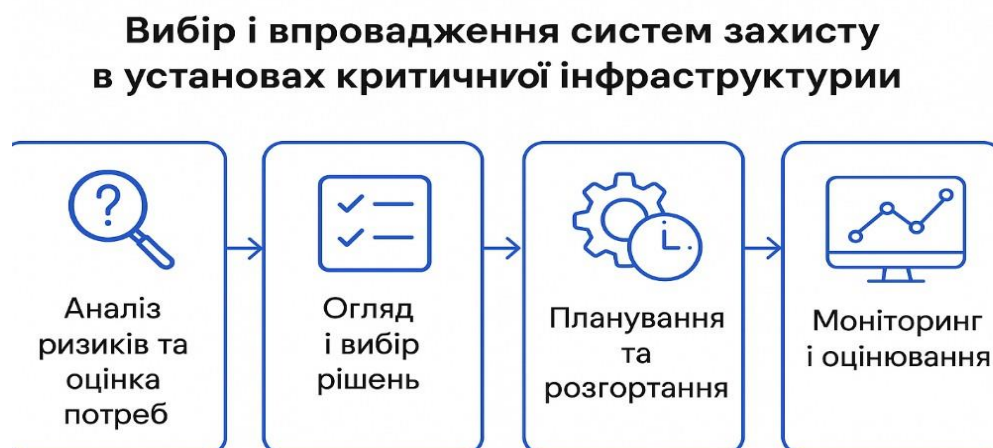 Вибір і впровадження систем захисту
в установах критичної інфраструктурии
Аналіз
ризиків та
оцінка
потреб
Огляд
і вибір
рішень
Планування
та
розгортання
Моніторинг
і оцінювання